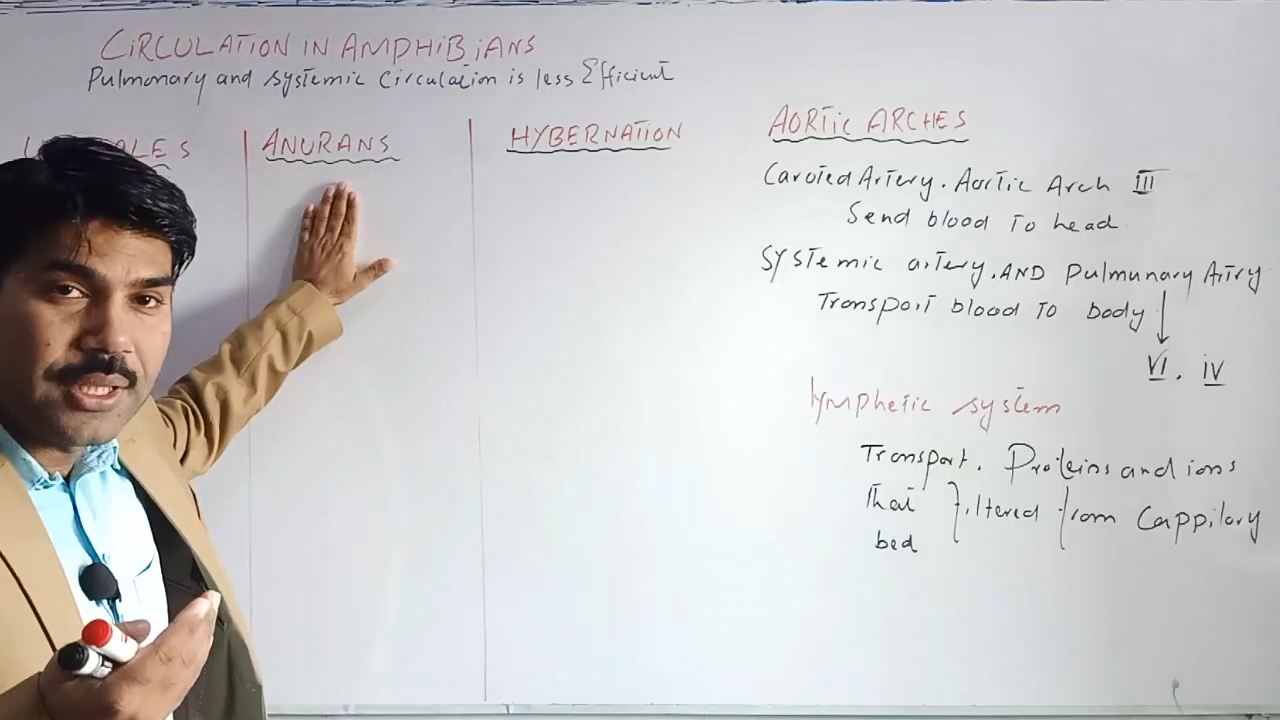 CIRCULATION IN AMPHIBIANS
Pulmonary and systemic circulation is less Efficient
ANURANS
HYBERNATION
AORTIC ARCHES
Caroted Artery. Aortic Arch III
Send blood to head
Systemic artery. AND Pulmunary Artry
Transport blood to body
VI. IV
lymphetic system
Transport. Proteins and ions
that filtered from Cappilory
bed